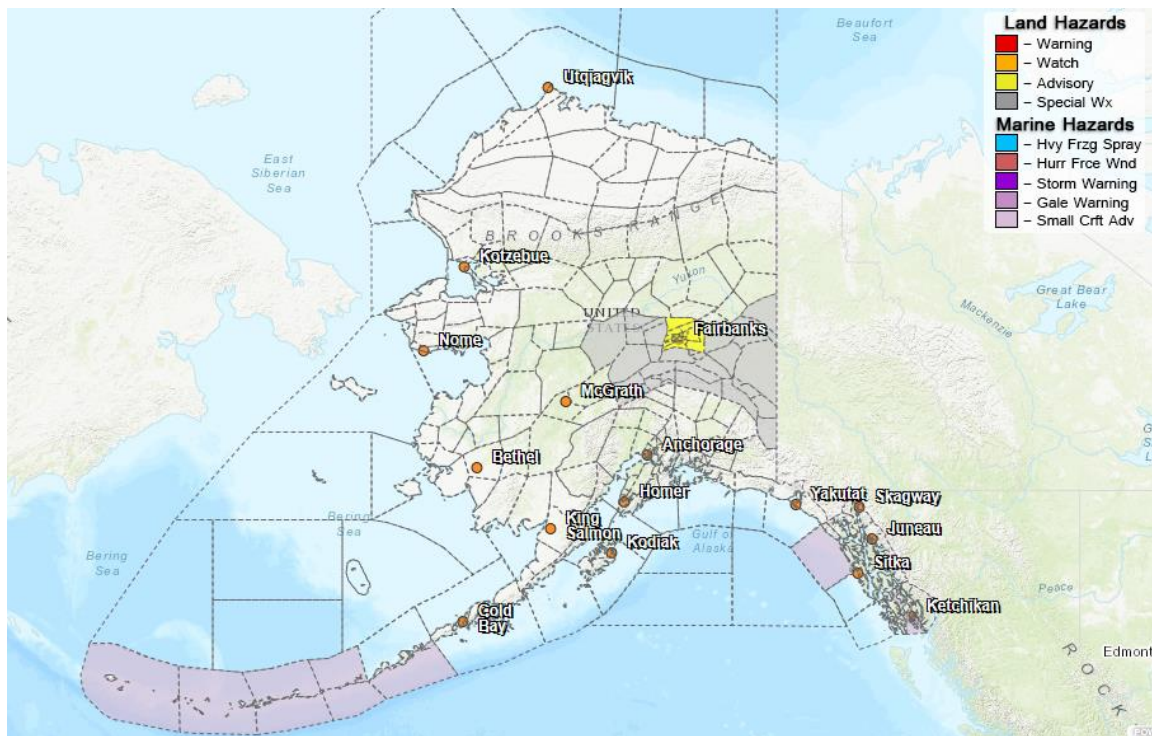 Beaufort
Sea
Land Hazards
– Warning
– Watch
– Advisory
– Special Wx
Marine Hazards
– Hvy Frzg Spray
– Hurr Frce Wnd
– Storm Warning
– Gale Warning
– Small Crft Adv
Utqiagvik
East
Siberian
Sea
BROOKS RANGE
Kotzebue
Yukon
Great Bear
Lake
Mackenzie
UNITED
STATES
Fairbanks
Nome
McGrath
Anchorage
Bethel
Homer
Yakutat
Skagway
King
Salmon
Bering
Sea
Gulf of
Alaska
Juneau
Kodiak
Bering
Sea
Sitka
Peace
Cold
Bay
Ketchikan
Edmont
ROCK